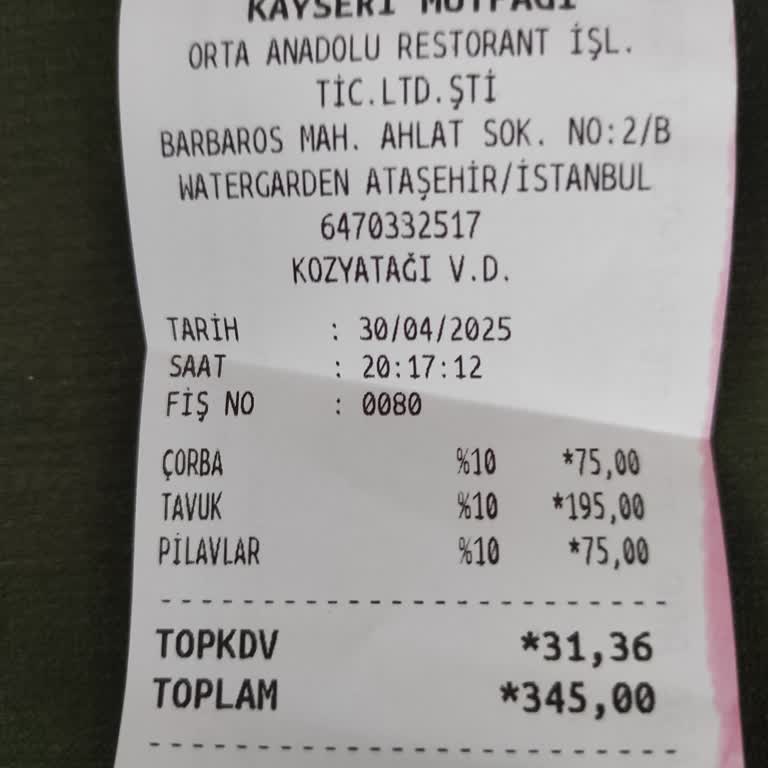 KAYSERİ MUTFAĞI
ORTA ANADOLU RESTORANT İŞL.
TİC.LTD.ŞTİ
BARBAROS MAH. AHLAT SOK. NO:2/B
WATERGARDEN ATAŞEHİR/İSTANBUL
6470332517
KOZYATAĞI V.D.
TARİH : 30/04/2025
SAAT : 20:17:12
FİŞ NO : 0080
ÇORBA %10 *75,00
TAVUK %10 *195,00
PİLAVLAR %10 *75,00
TOPKDV *31,36
TOPLAM *345,00